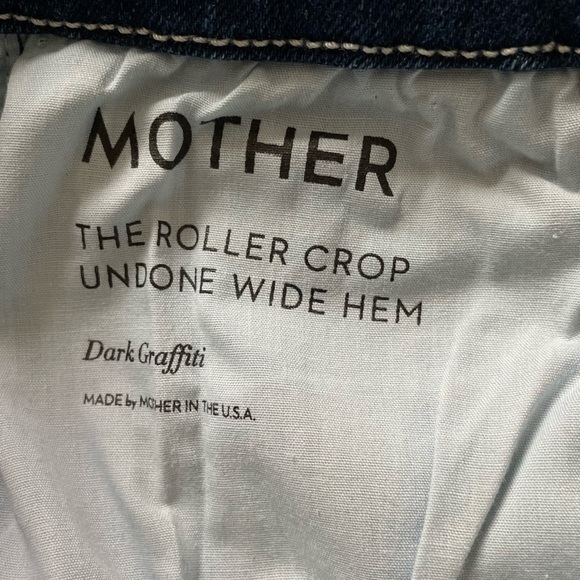 MOTHER
THE ROLLER CROP
UNDONE WIDE HEM
Dark Graffiti
MADE by MOTHER IN THE U.S.A.